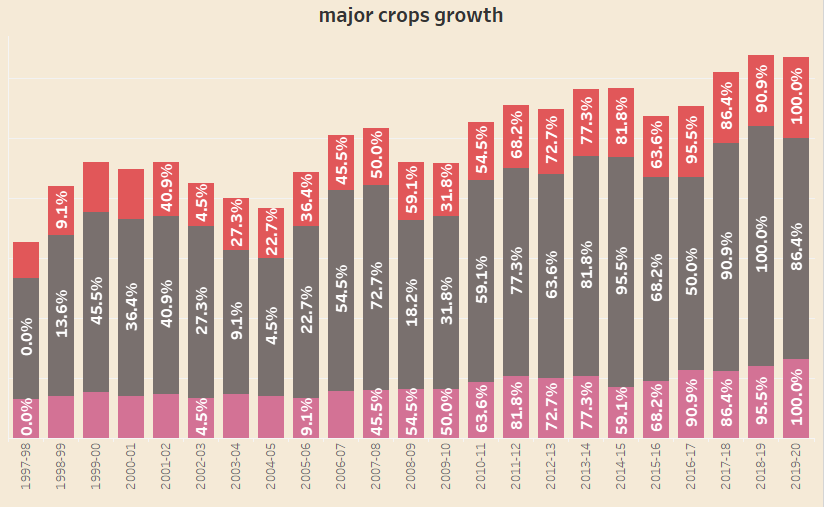 major crops growth
9.1% 40.9% 4.5% 27.3% 22.7% 36.4% 45.5% 50.0% 59.1% 31.8% 54.5% 68.2% 72.7% 77.3% 81.8% 63.6% 95.5% 86.4% 90.9% 100.0%
0.0% 13.6% 45.5% 36.4% 40.9% 27.3% 9.1% 4.5% 22.7% 54.5% 72.7% 18.2% 31.8% 59.1% 77.3% 63.6% 81.8% 95.5% 68.2% 50.0% 90.9% 100.0% 86.4%
0.0% 4.5% 9.1% 45.5% 54.5% 50.0% 63.6% 81.8% 72.7% 77.3% 59.1% 68.2% 90.9% 86.4% 95.5% 100.0%
1997-98 1998-99 1999-00 2000-01 2001-02 2002-03 2003-04 2004-05 2005-06 2006-07 2007-08 2008-09 2009-10 2010-11 2011-12 2012-13 2013-14 2014-15 2015-16 2016-17 2017-18 2018-19 2019-20